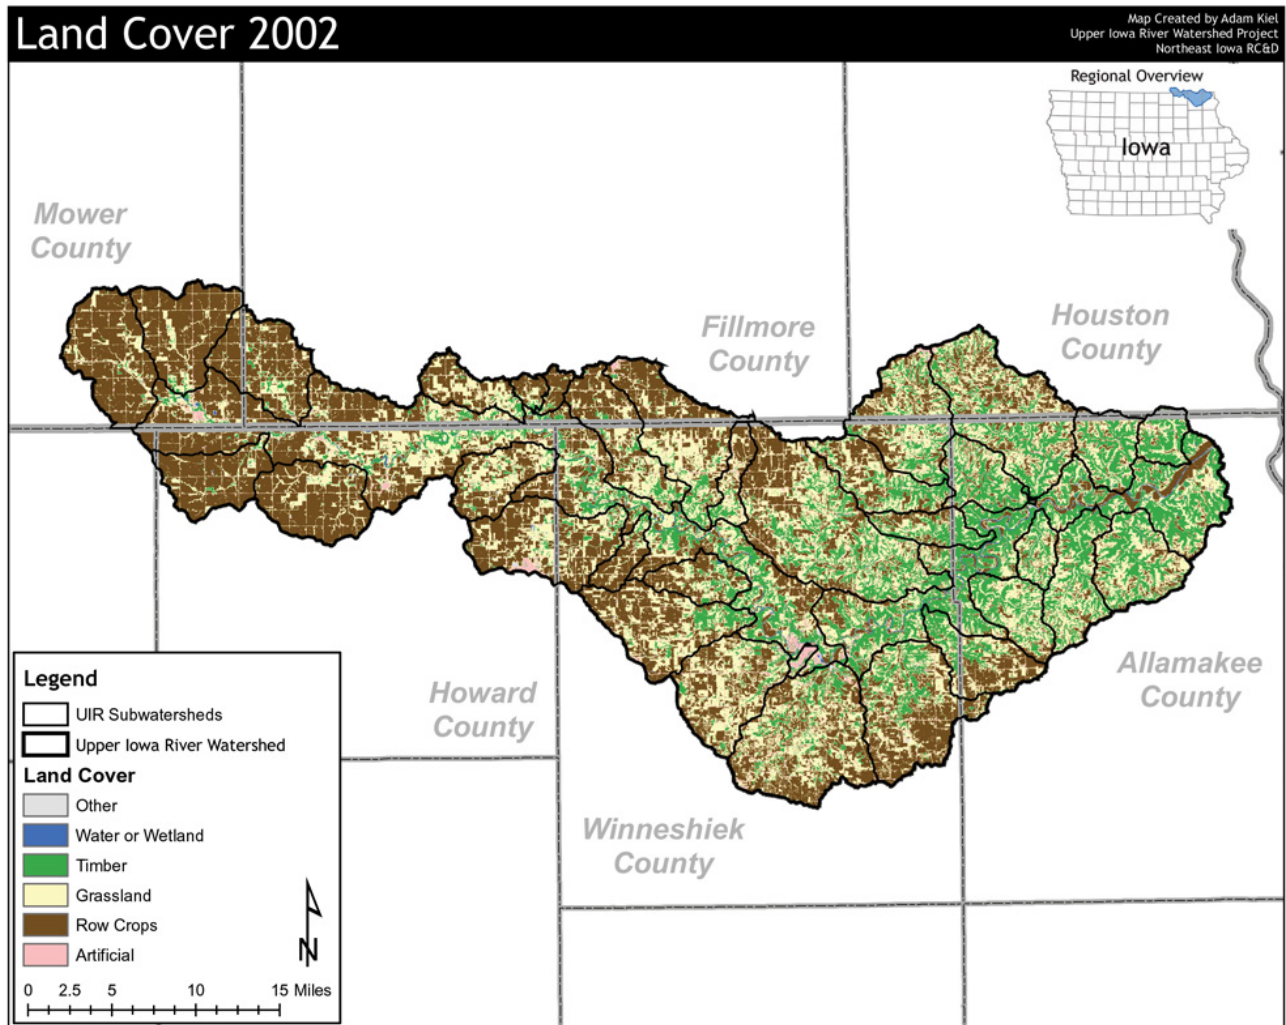 Land Cover 2002
Map Created by Adam Kiel
Upper Iowa River Watershed Project
Northeast Iowa RC&D
Regional Overview
Iowa
Mower
County
Fillmore
County
Houston
County
Howard
County
Allamakee
County
Winneshiek
County
Legend
UIR Subwatersheds
Upper Iowa River Watershed
Land Cover
Other
Water or Wetland
Timber
Grassland
Row Crops
Artificial
N
0 2.5 5 10 15 Miles